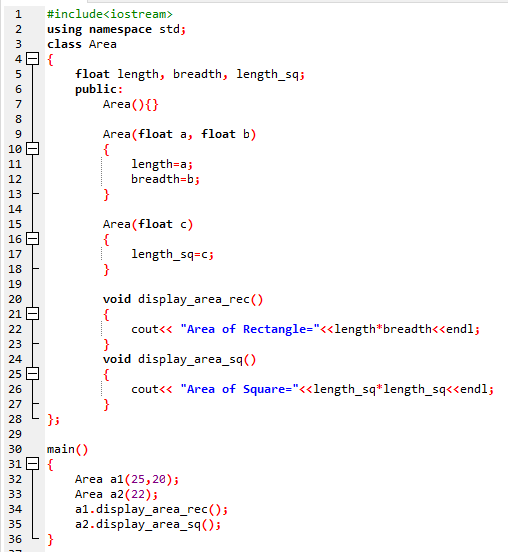 1 #include<iostream>
2 using namespace std;
3 class Area
4 {
5 float length, breadth, length_sq;
6 public:
7 Area(){}
8
9 Area(float a, float b)
10 {
11 length=a;
12 breadth=b;
13 }
14
15 Area(float c)
16 {
17 length_sq=c;
18 }
19
20 void display_area_rec()
21 {
22 cout<< "Area of Rectangle="<<length*breadth<<endl;
23 }
24 void display_area_sq()
25 {
26 cout<< "Area of Square="<<length_sq*length_sq<<endl;
27 }
28 };
29
30 main()
31 {
32 Area a1(25,20);
33 Area a2(22);
34 a1.display_area_rec();
35 a2.display_area_sq();
36 }